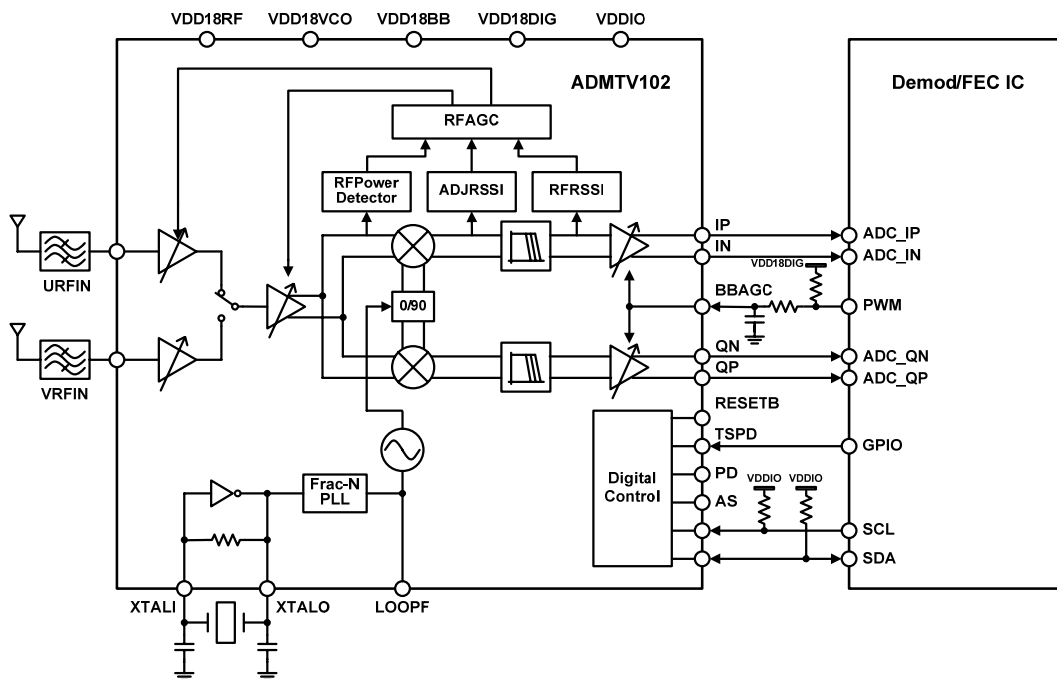 VDD18RF
VDD18VCO
VDD18BB
VDD18DIG
VDDIO
ADMTV102
Demod/FEC IC
RFAGC
RFPower
Detector
ADJRSSI
RFRSSI
URFIN
VRFIN
0/90
IP
IN
VDD18DIG
BBAGC
QN
QP
ADC_IP
ADC_IN
PWM
ADC_QN
ADC_QP
RESETB
TSPD
GPIO
Digital
Control
PD
AS
VDDIO
VDDIO
SCL
SDA
Frac-N
PLL
XTALI
XTALO
LOOPF